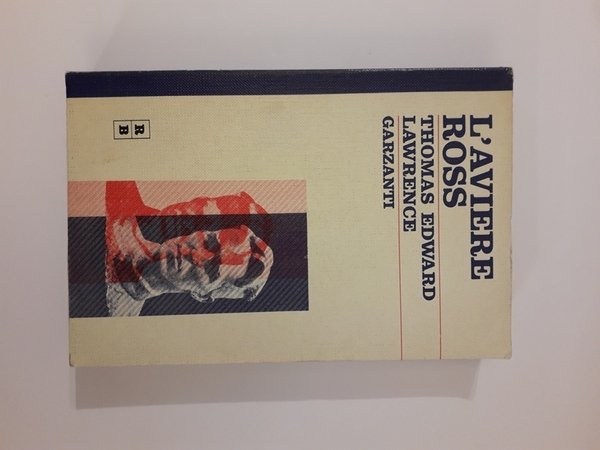 L'AVIERE
ROSS
THOMAS EDWARD
LAWRENCE
GARZANTI
R
B